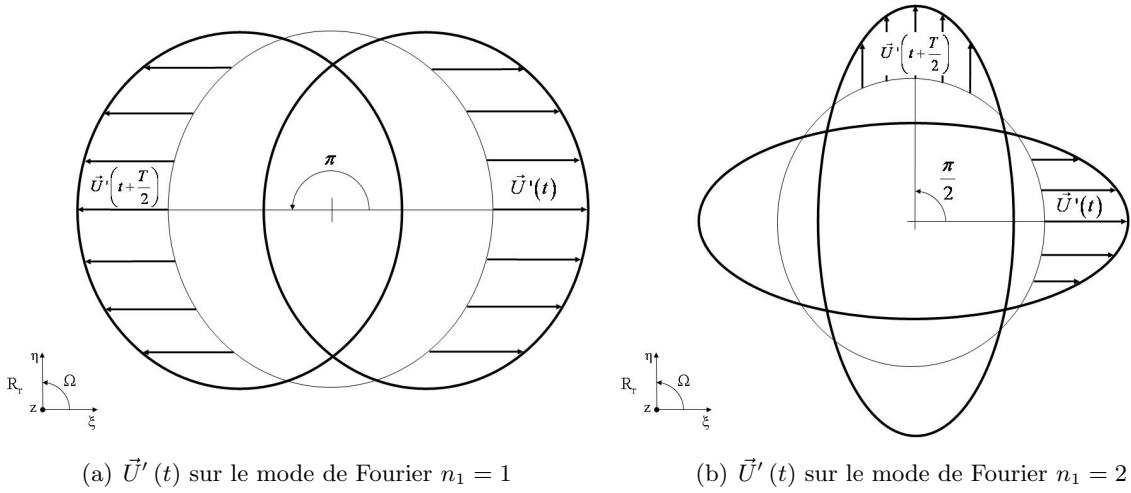 π
U⃗'(t+T/2)
U⃗'(t)
η
R_r
Ω
z
ξ
(a) U⃗′ (t) sur le mode de Fourier n₁ = 1
U⃗'(t+T/2)
π/2
U⃗'(t)
η
R_r
Ω
z
ξ
(b) U⃗′ (t) sur le mode de Fourier n₁ = 2